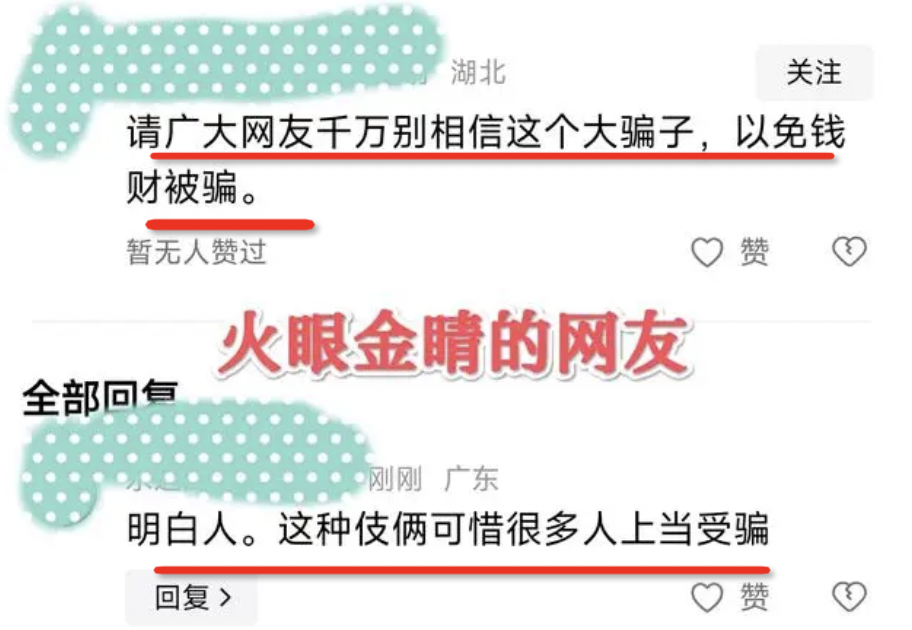 湖北
关注
请广大网友千万别相信这个大骗子，以免钱
财被骗。
暂无人赞过
赞
火眼金晴的网友
全部回复
刚刚 广东
明白人。这种伎俩可惜很多人上当受骗
回复 >
赞